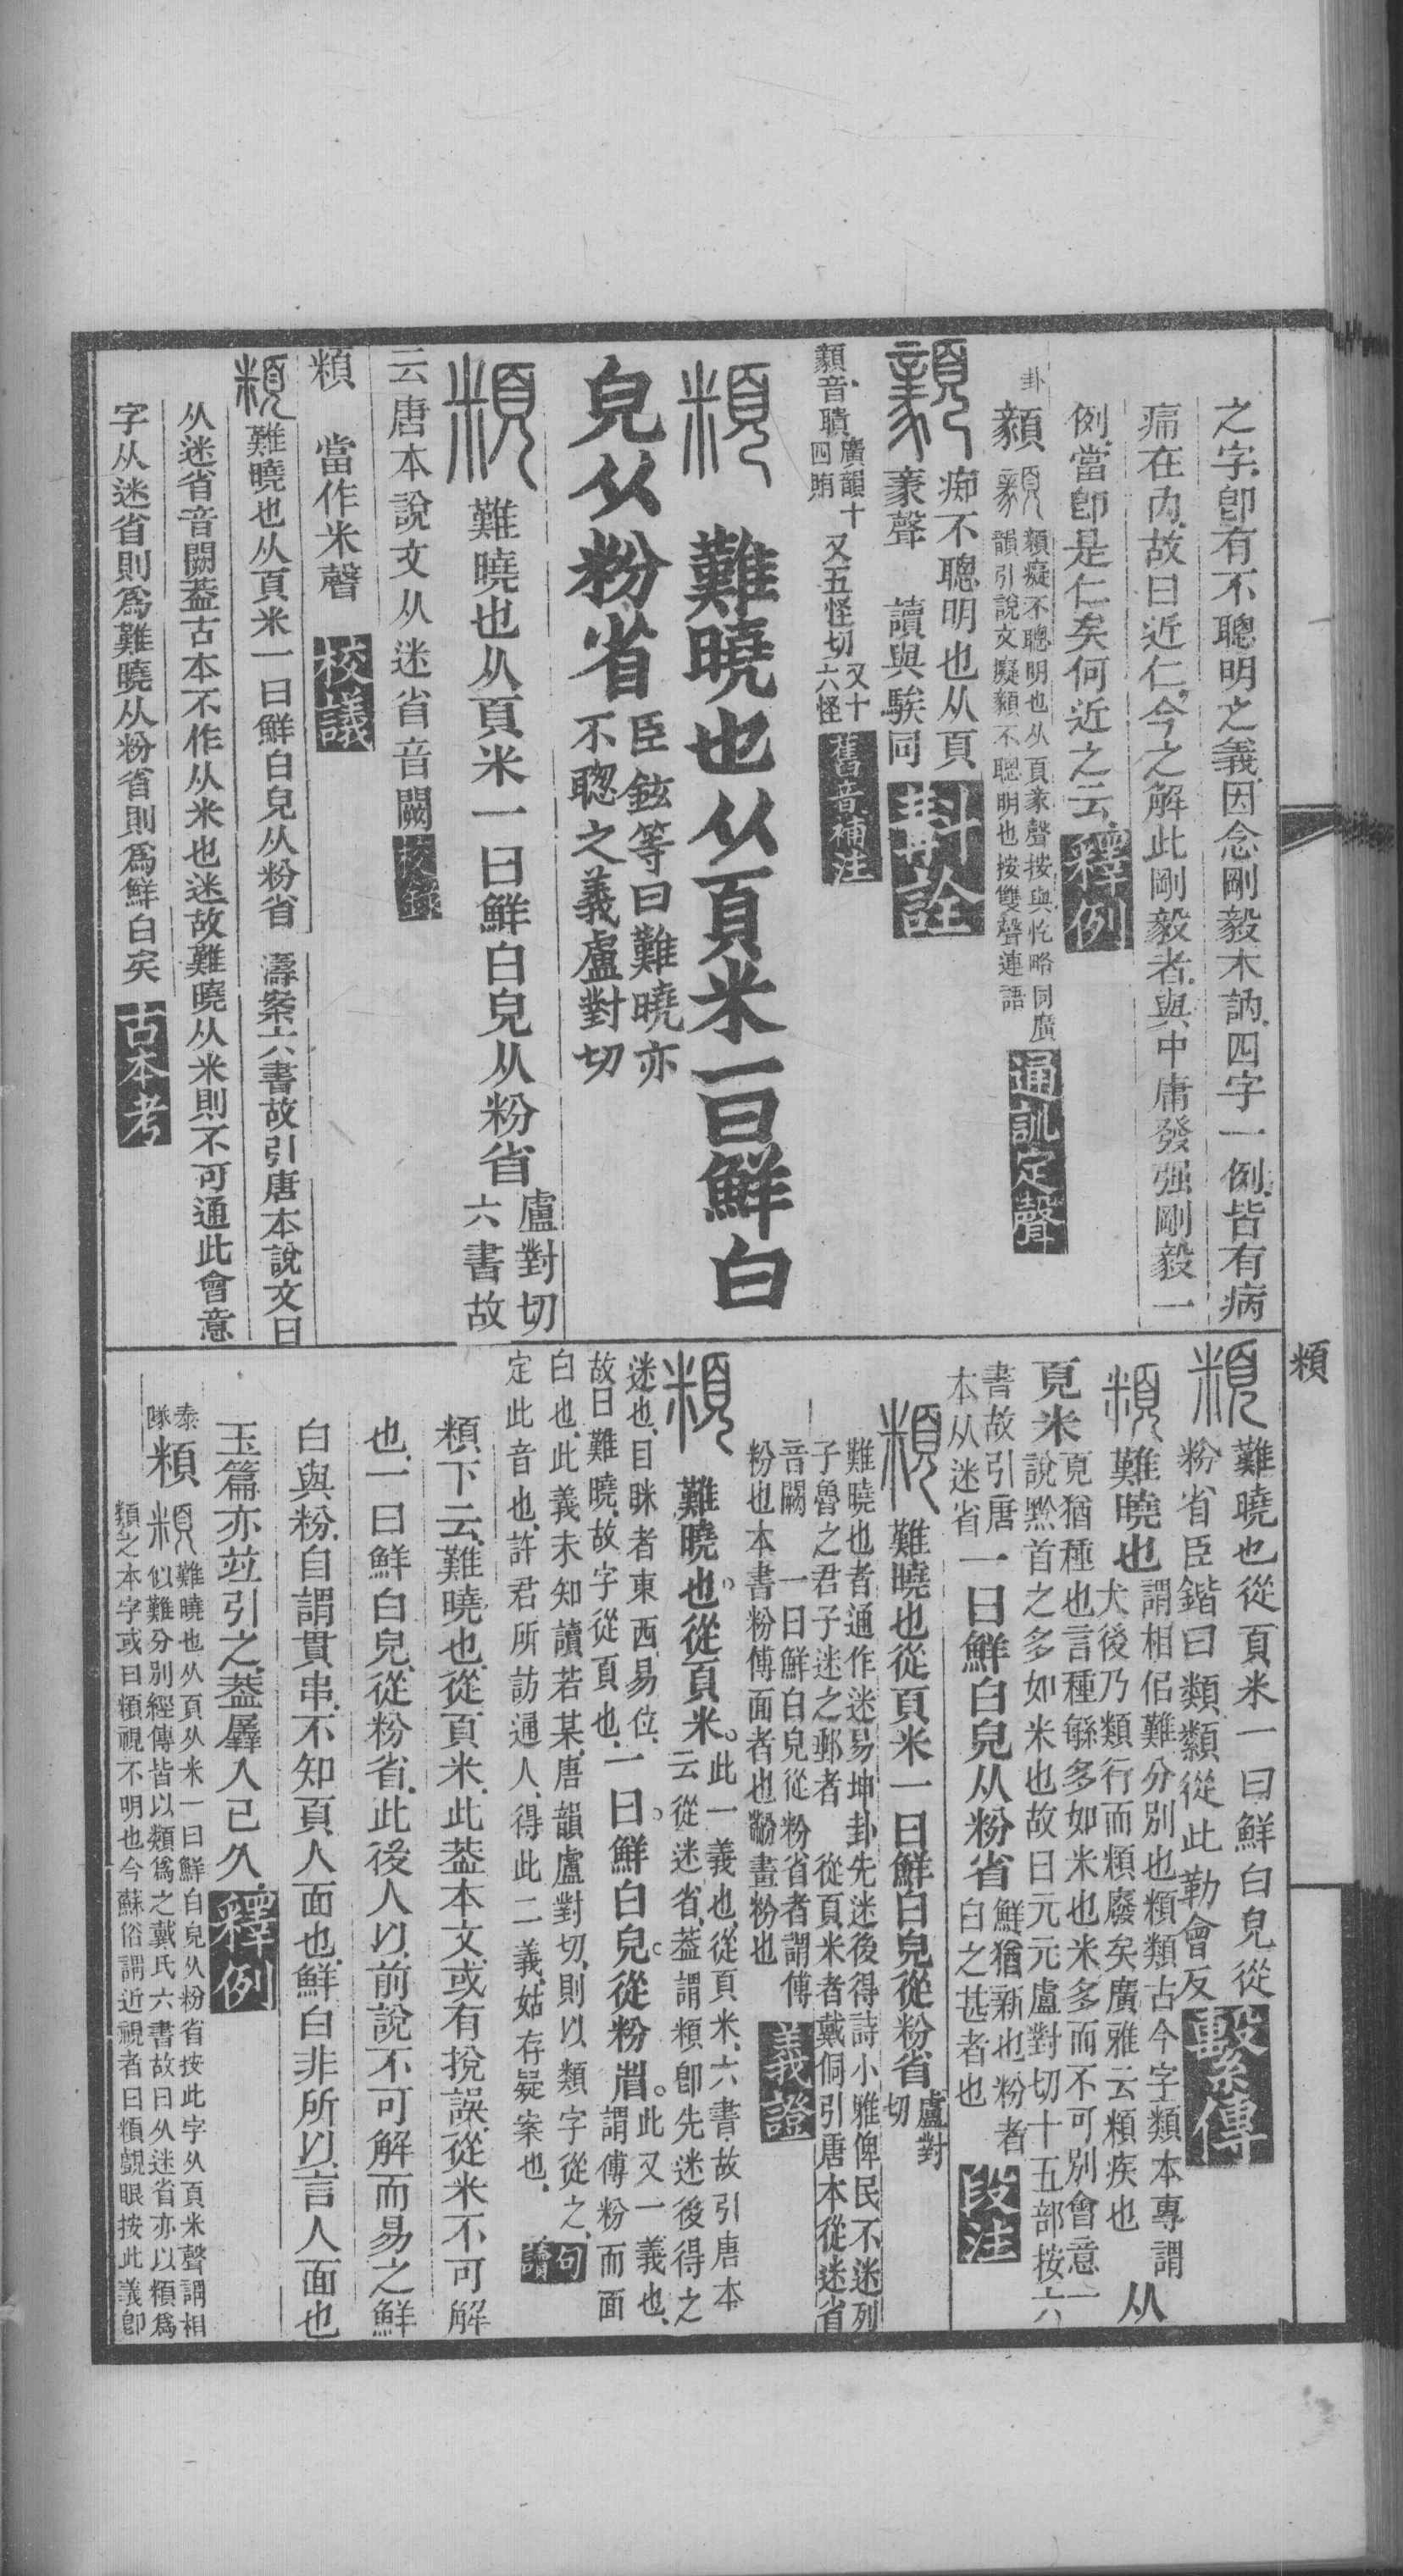 之字卽有不聰明之義因念剛毅木訥四字一例皆有病
痛在內故曰近仁今之解此剛毅者與中庸發强剛毅一
例當卽是仁矣何近之云釋例
卦
顡 顡癡不聰明也从頁豙聲按與忔略同廣
韻引說文癡顡不聰明也按雙聲連語
通訓定聲
癡不聰明也从頁
豙聲 讀與騃同
斠詮
顡音聵
廣韻十
四賄
又五怪切
又十
六怪
舊音補注
頪 難曉也从頁米一曰鮮白
皃从粉省
臣鉉等曰難曉亦
不聦之義盧對切
頪 難曉也从頁米一曰鮮白皃从粉省
盧對切
六書故
云唐本說文从迷省音闕校錄
頪 當作米聲 校議
頪難曉也从頁米一曰鮮白皃从粉省 濤案六書故引唐本說文曰
从迷省音闕葢古本不作从米也迷故難曉从米則不可通此會意
字从迷省則爲難曉从粉省則爲鮮白矣 古本考
頪
頪難曉也從頁米一曰鮮白皃從
粉省臣鍇曰類纇從此勒會反繫傳
頪難曉也
謂相侣難分別也頪類古今字類本專謂
犬後乃類行而頪廢矣廣雅云頪疾也
从
頁米
頁猶種也言種緐多如米也米多而不可別會意一
說黔首之多如米也故曰元元盧對切十五部按六
書故引唐
本从迷省
一曰鮮白皃从粉省
鮮猶新也粉者
白之甚者也
段注
頪難曉也從頁米一曰鮮白皃從粉省
盧對
切
難曉也者通作迷易坤卦先迷後得詩小雅俾民不迷列
子魯之君子迷之郵者 從頁米者戴侗引唐本從迷省
音闕 一曰鮮白皃從粉省者謂傅
粉也本書粉傅面者也黺畫粉也
義證
頪 難曉也從頁米。
此一義也從頁米六書故引唐本
云從迷省葢謂頪卽先迷後得之
迷也目眯者東西易位
故曰難曉故字從頁也
一曰鮮白皃從粉省。
此又一義也
謂傅粉而面
白也此義未知讀若某唐韻盧對切則以類字從之
定此音也許君所訪通人得此二義姑存疑案也
句讀
頪下云難曉也從頁米此葢本文或有挩誤從米不可解
也一曰鮮白皃從粉省此後人以前說不可解而易之鮮
白與粉自謂貫串不知頁人面也鮮白非所以言人面也
玉篇亦竝引之葢羼入已久釋例
泰
隊
頪
頪難曉也从頁从米一曰鮮白皃从粉省按此字从頁米聲謂相
似難分別經傳皆以類爲之戴氏六書故曰从迷省亦以頪爲
類之本字或曰頪視不明也今蘇俗謂近視者曰頪覷眼按此義卽